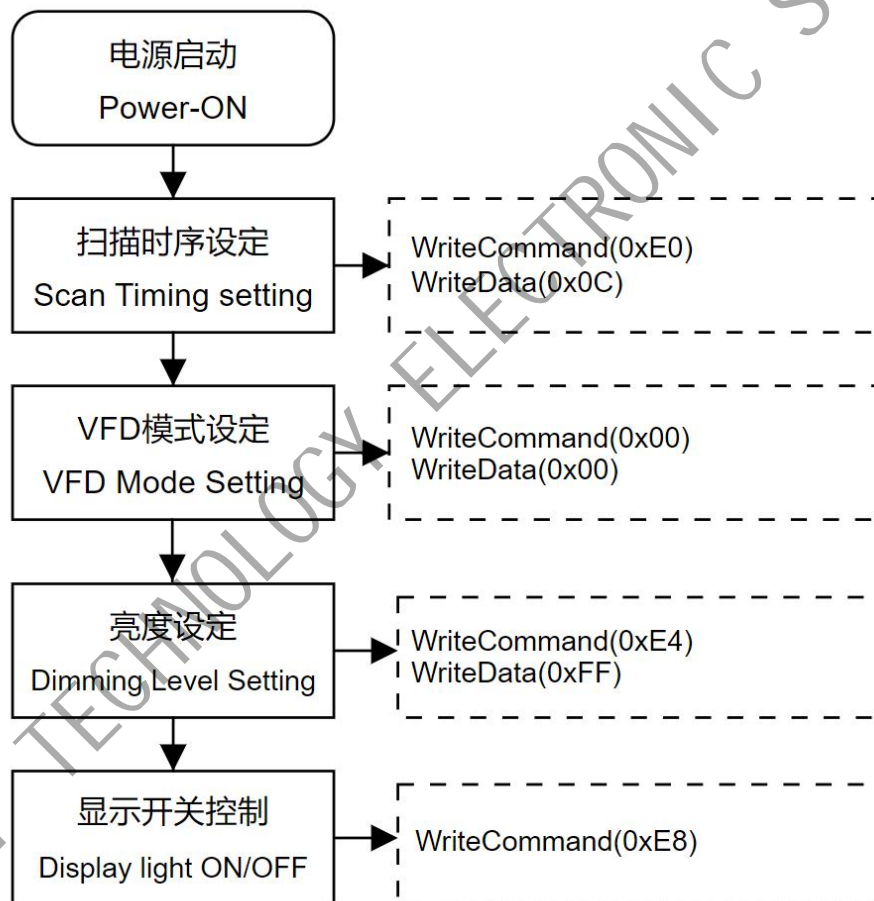 电源启动
Power-ON
扫描时序设定
Scan Timing setting
WriteCommand(0xE0)
WriteData(0x0C)
VFD模式设定
VFD Mode Setting
WriteCommand(0x00)
WriteData(0x00)
亮度设定
Dimming Level Setting
WriteCommand(0xE4)
WriteData(0xFF)
显示开关控制
Display light ON/OFF
WriteCommand(0xE8)
TECHNOLOGY ELECTRONIC S